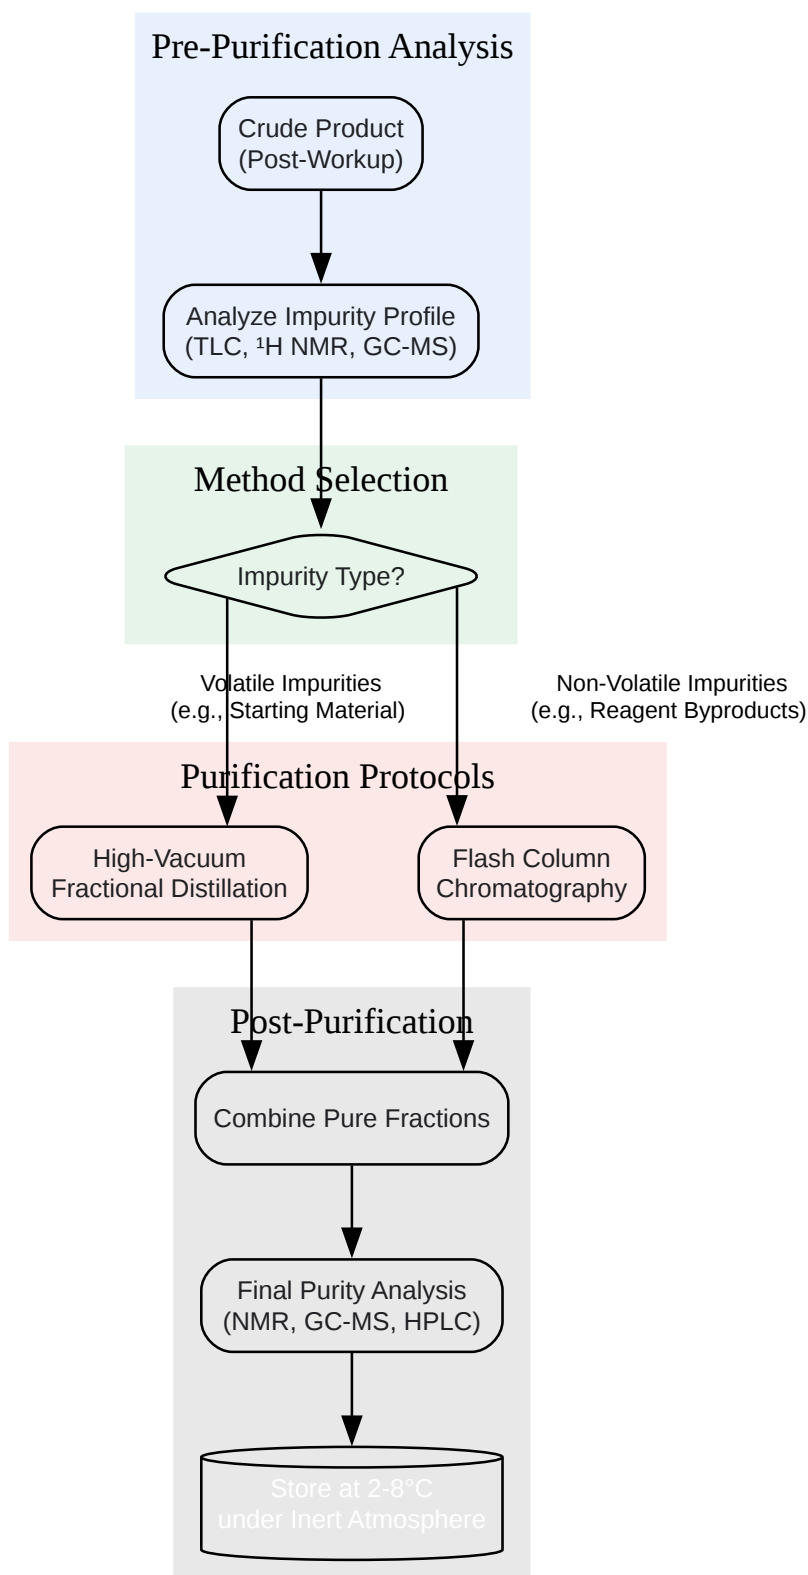 Pre-Purification Analysis
Crude Product
(Post-Workup)
Analyze Impurity Profile
(TLC, ¹H NMR, GC-MS)
Method Selection
Impurity Type?
Volatile Impurities
(e.g., Starting Material)
Non-Volatile Impurities
(e.g., Reagent Byproducts)
Purification Protocols
High-Vacuum
Fractional Distillation
Flash Column
Chromatography
Post-Purification
Combine Pure Fractions
Final Purity Analysis
(NMR, GC-MS, HPLC)
Store at 2-8°C
under Inert Atmosphere